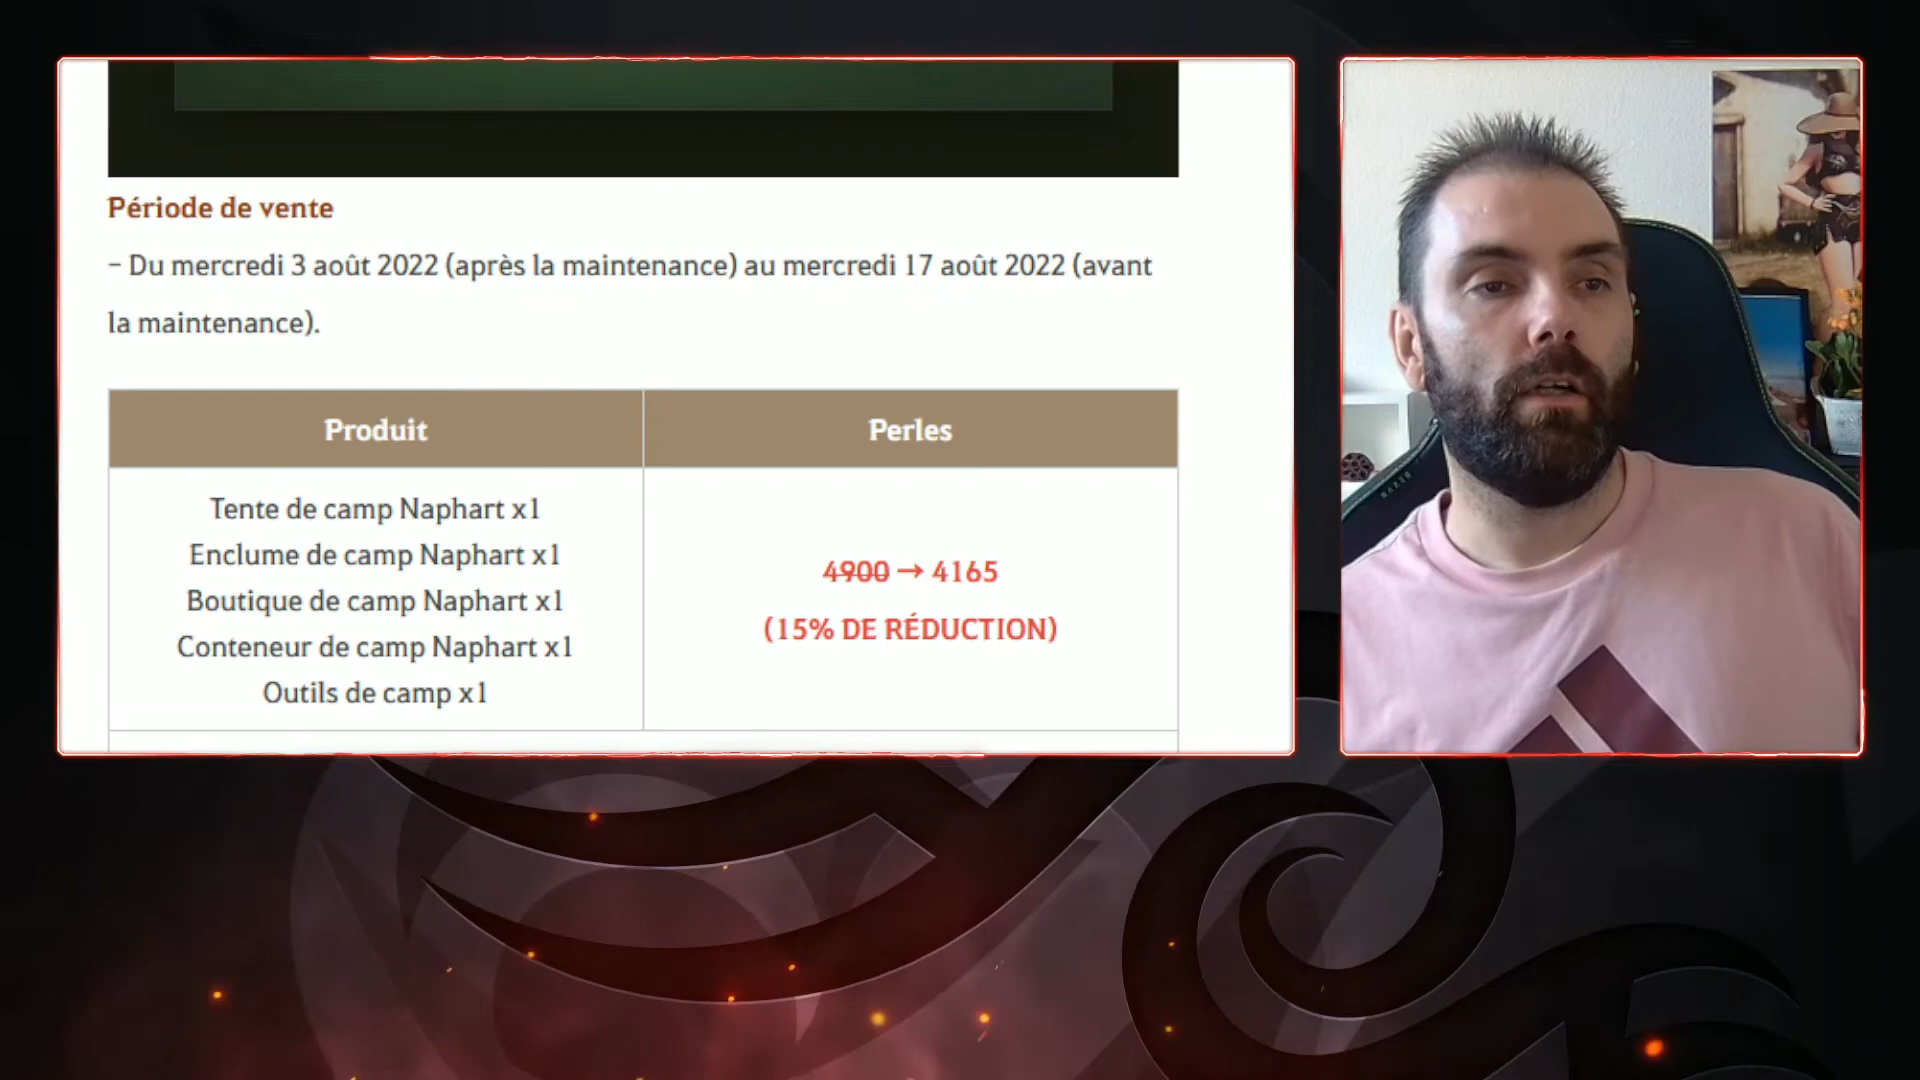 Période de vente
– Du mercredi 3 août 2022 (après la maintenance) au mercredi 17 août 2022 (avant
la maintenance).
Produit
Perles
Tente de camp Naphart x1
Enclume de camp Naphart x1
Boutique de camp Naphart x1
Conteneur de camp Naphart x1
Outils de camp x1
4900 → 4165
(15% DE RÉDUCTION)
RAZER